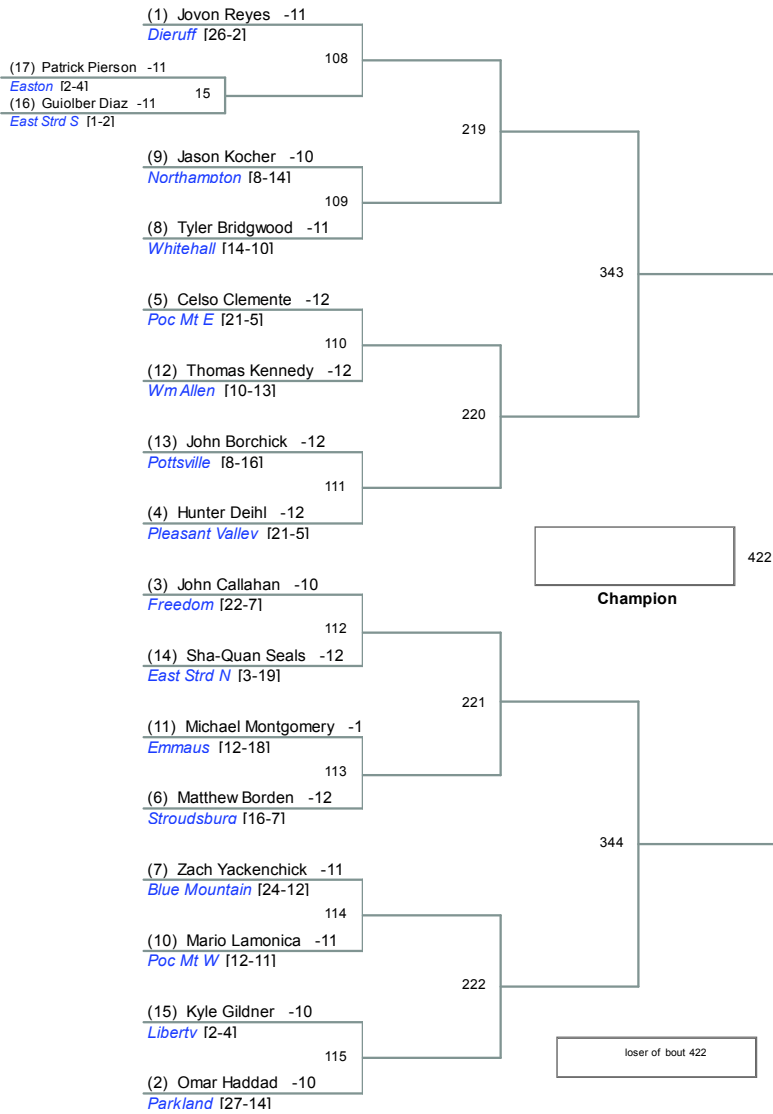 (1) Jovon Reyes -11
Dieruff [26-2]
108
(17) Patrick Pierson -11
Easton [2-4]
15
(16) Guiolber Diaz -11
East Strd S [1-2]
219
(9) Jason Kocher -10
Northampton [8-14]
109
(8) Tyler Bridgwood -11
Whitehall [14-10]
343
(5) Celso Clemente -12
Poc Mt E [21-5]
110
(12) Thomas Kennedy -12
Wm Allen [10-13]
220
(13) John Borchick -12
Pottsville [8-16]
111
(4) Hunter Deihl -12
Pleasant Valley [21-5]
422
Champion
(3) John Callahan -10
Freedom [22-7]
112
(14) Sha-Quan Seals -12
East Strd N [3-19]
221
(11) Michael Montgomery -1
Emmaus [12-18]
113
(6) Matthew Borden -12
Stroudsburg [16-7]
344
(7) Zach Yackenchick -11
Blue Mountain [24-12]
114
(10) Mario Lamonica -11
Poc Mt W [12-11]
222
(15) Kyle Gildner -10
Liberty [2-4]
115
loser of bout 422
(2) Omar Haddad -10
Parkland [27-14]